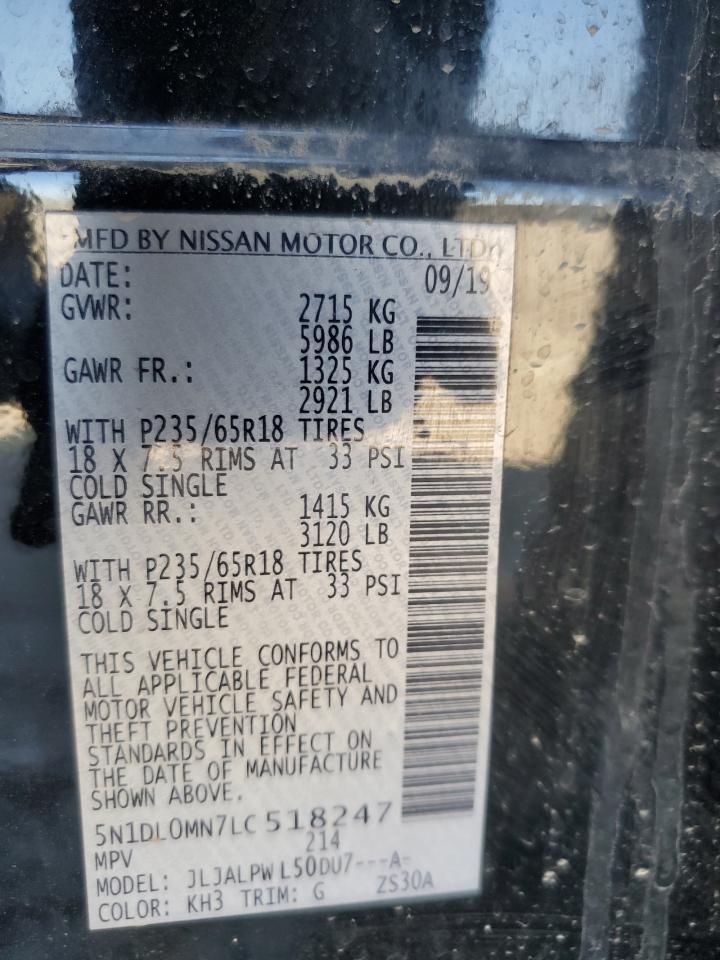 MFD BY NISSAN MOTOR CO., LTD.
DATE: 09/19
GVWR: 2715 KG
5986 LB
GAWR FR.: 1325 KG
2921 LB
WITH P235/65R18 TIRES
18 X 7.5 RIMS AT 33 PSI
COLD SINGLE
GAWR RR.: 1415 KG
3120 LB
WITH P235/65R18 TIRES
18 X 7.5 RIMS AT 33 PSI
COLD SINGLE
THIS VEHICLE CONFORMS TO
ALL APPLICABLE FEDERAL
MOTOR VEHICLE SAFETY AND
THEFT PREVENTION
STANDARDS IN EFFECT ON
THE DATE OF MANUFACTURE
SHOWN ABOVE.
5N1DL0MN7LC518247
MPV 214
MODEL: JLJALPW L50DU7---A-
COLOR: KH3 TRIM: G ZS30A